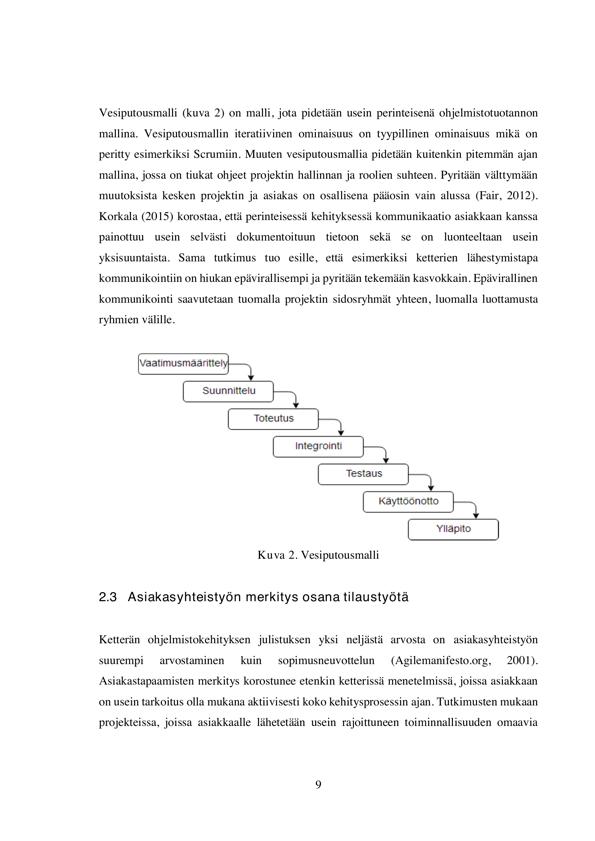 Vesiputousmalli (kuva 2) on malli, jota pidetään usein perinteisenä ohjelmistotuotannon
mallina. Vesiputousmallin iteratiivinen ominaisuus on tyypillinen ominaisuus mikä on
peritty esimerkiksi Scrumiin. Muuten vesiputousmallia pidetään kuitenkin pitemmän ajan
mallina, jossa on tiukat ohjeet projektin hallinnan ja roolien suhteen. Pyritään välttymään
muutoksista kesken projektin ja asiakas on osallisena pääosin vain alussa (Fair, 2012).
Korkala (2015) korostaa, että perinteisessä kehityksessä kommunikaatio asiakkaan kanssa
painottuu usein selvästi dokumentoituun tietoon sekä se on luonteeltaan usein
yksisuuntaista. Sama tutkimus tuo esille, että esimerkiksi ketterien lähestymistapa
kommunikointiin on hiukan epävirallisempi ja pyritään tekemään kasvokkain. Epävirallinen
kommunikointi saavutetaan tuomalla projektin sidosryhmät yhteen, luomalla luottamusta
ryhmien välille.
Vaatimusmäärittely
Suunnittelu
Toteutus
Integrointi
Testaus
Käyttöönotto
Ylläpito
Kuva 2. Vesiputousmalli
2.3 Asiakasyhteistyön merkitys osana tilaustyötä
Ketterän ohjelmistokehityksen julistuksen yksi neljästä arvosta on asiakasyhteistyön
suurempi arvostaminen kuin sopimusneuvottelun (Agilemanifesto.org, 2001).
Asiakastapaamisten merkitys korostunee etenkin ketterissä menetelmissä, joissa asiakkaan
on usein tarkoitus olla mukana aktiivisesti koko kehitysprosessin ajan. Tutkimusten mukaan
projekteissa, joissa asiakkaalle lähetetään usein rajoittuneen toiminnallisuuden omaavia
9